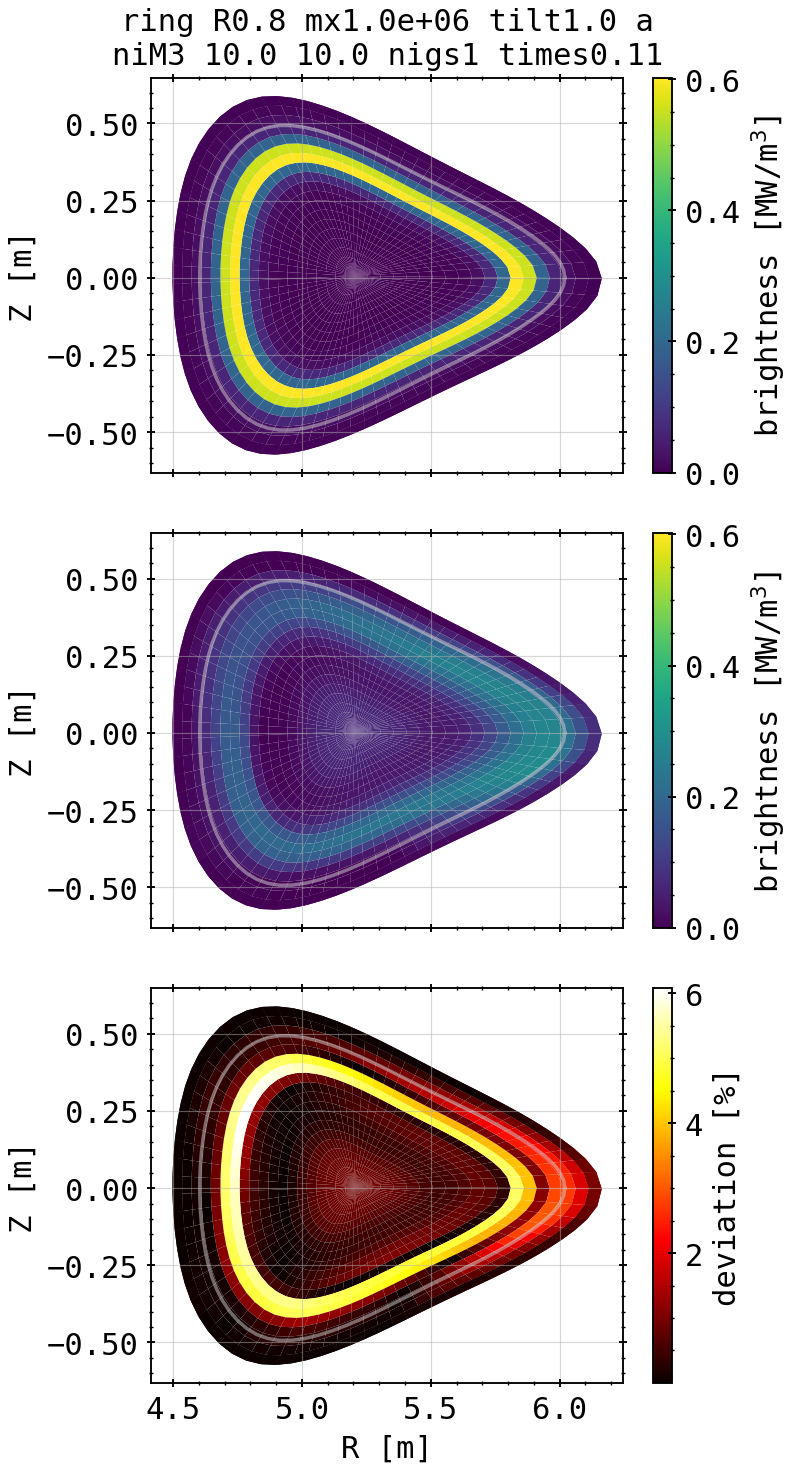 ring R0.8 mx1.0e+06 tilt1.0 a
niM3 10.0 10.0 nigs1 times0.11
0.50
0.25
0.00
−0.25
−0.50
Z [m]
0.6
0.4
0.2
0.0
brightness [MW/m³]
0.50
0.25
0.00
−0.25
−0.50
Z [m]
0.6
0.4
0.2
0.0
brightness [MW/m³]
0.50
0.25
0.00
−0.25
−0.50
Z [m]
6
4
2
deviation [%]
4.5 5.0 5.5 6.0
R [m]